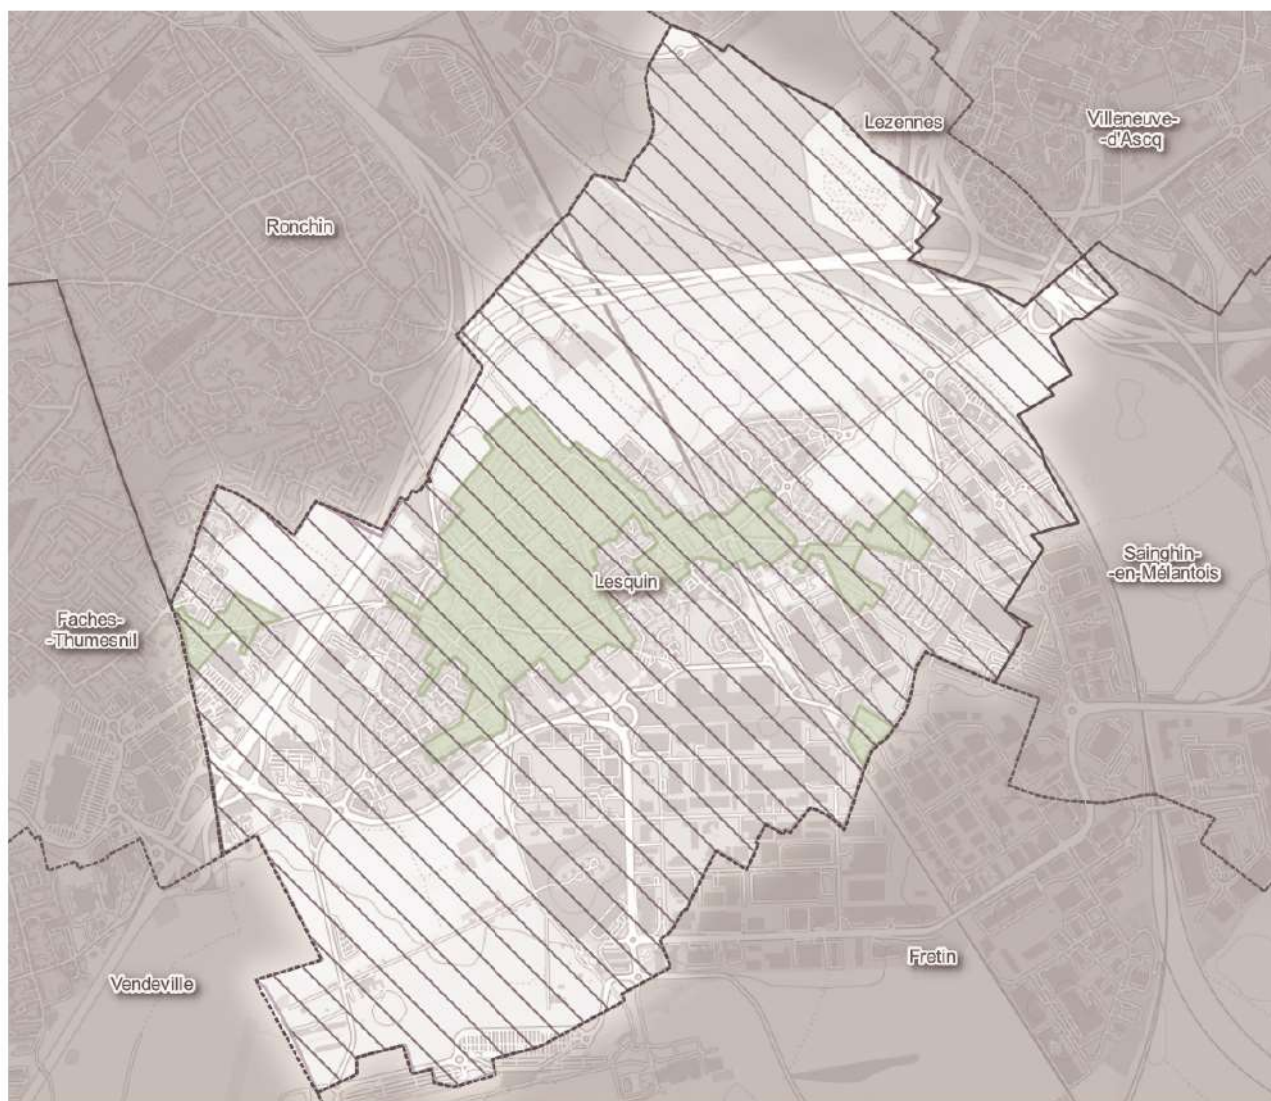 Lezennes
Villeneuve-
-d'Ascq
Ronchin
Sainghin-
-en-Mélantois
Lesquin
Faches-
-Thumesnil
Fretin
Vendeville